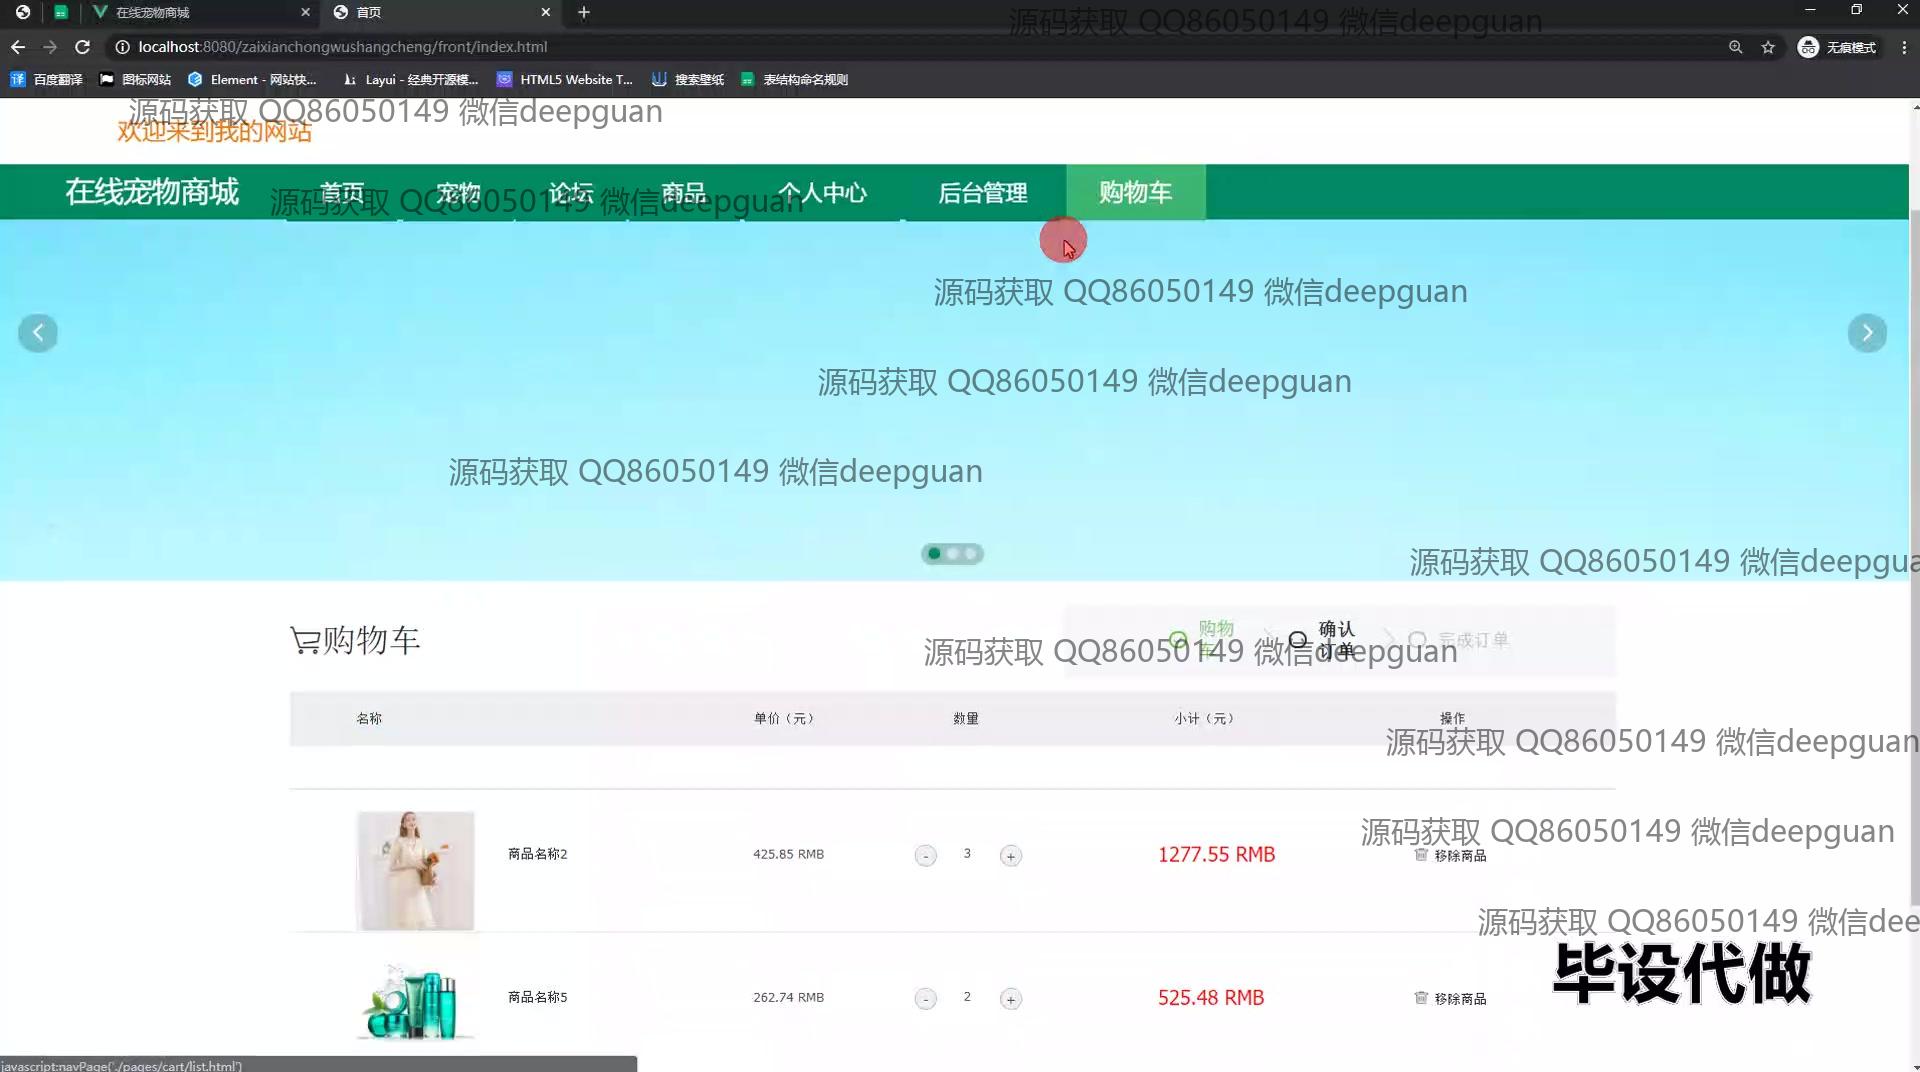 在线宠物商城
首页
localhost:8080/zaixianchongwushangcheng/front/index.html
无痕模式
百度翻译
图标网站
Element - 网站快...
Layui - 经典开源模...
HTML5 Website T...
搜索壁纸
表结构命名规则
源码获取 QQ86050149 微信deepguan
源码获取 QQ86050149 微信deepguan
欢迎来到我的网站
在线宠物商城
首页
宠物
论坛
商品
个人中心
后台管理
购物车
源码获取 QQ86050149 微信deepguan
源码获取 QQ86050149 微信deepguan
源码获取 QQ86050149 微信deepguan
源码获取 QQ86050149 微信deepguan
源码获取 QQ86050149 微信deepgua
购物车
购物
车
确认
订单
完成订单
源码获取 QQ86050149 微信deepguan
名称
单价（元）
数量
小计（元）
操作
源码获取 QQ86050149 微信deepguan
源码获取 QQ86050149 微信deepguan
商品名称2
425.85 RMB
-
3
+
1277.55 RMB
移除商品
源码获取 QQ86050149 微信dee
毕设代做
商品名称5
262.74 RMB
-
2
+
525.48 RMB
移除商品
javascript:navPage('./pages/cart/list.html')